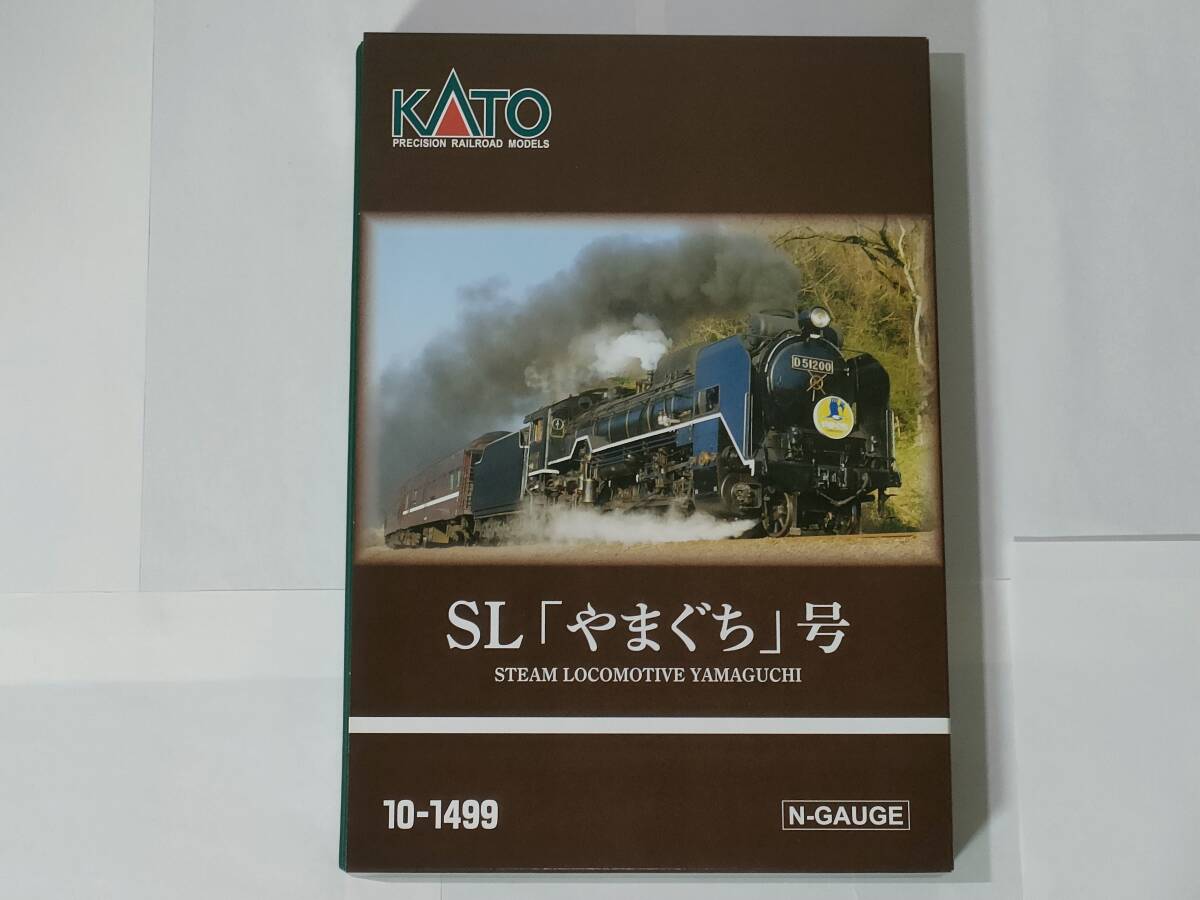 KATO
PRECISION RAILROAD MODELS
D51200
SL「やまぐち」号
STEAM LOCOMOTIVE YAMAGUCHI
10-1499
N-GAUGE